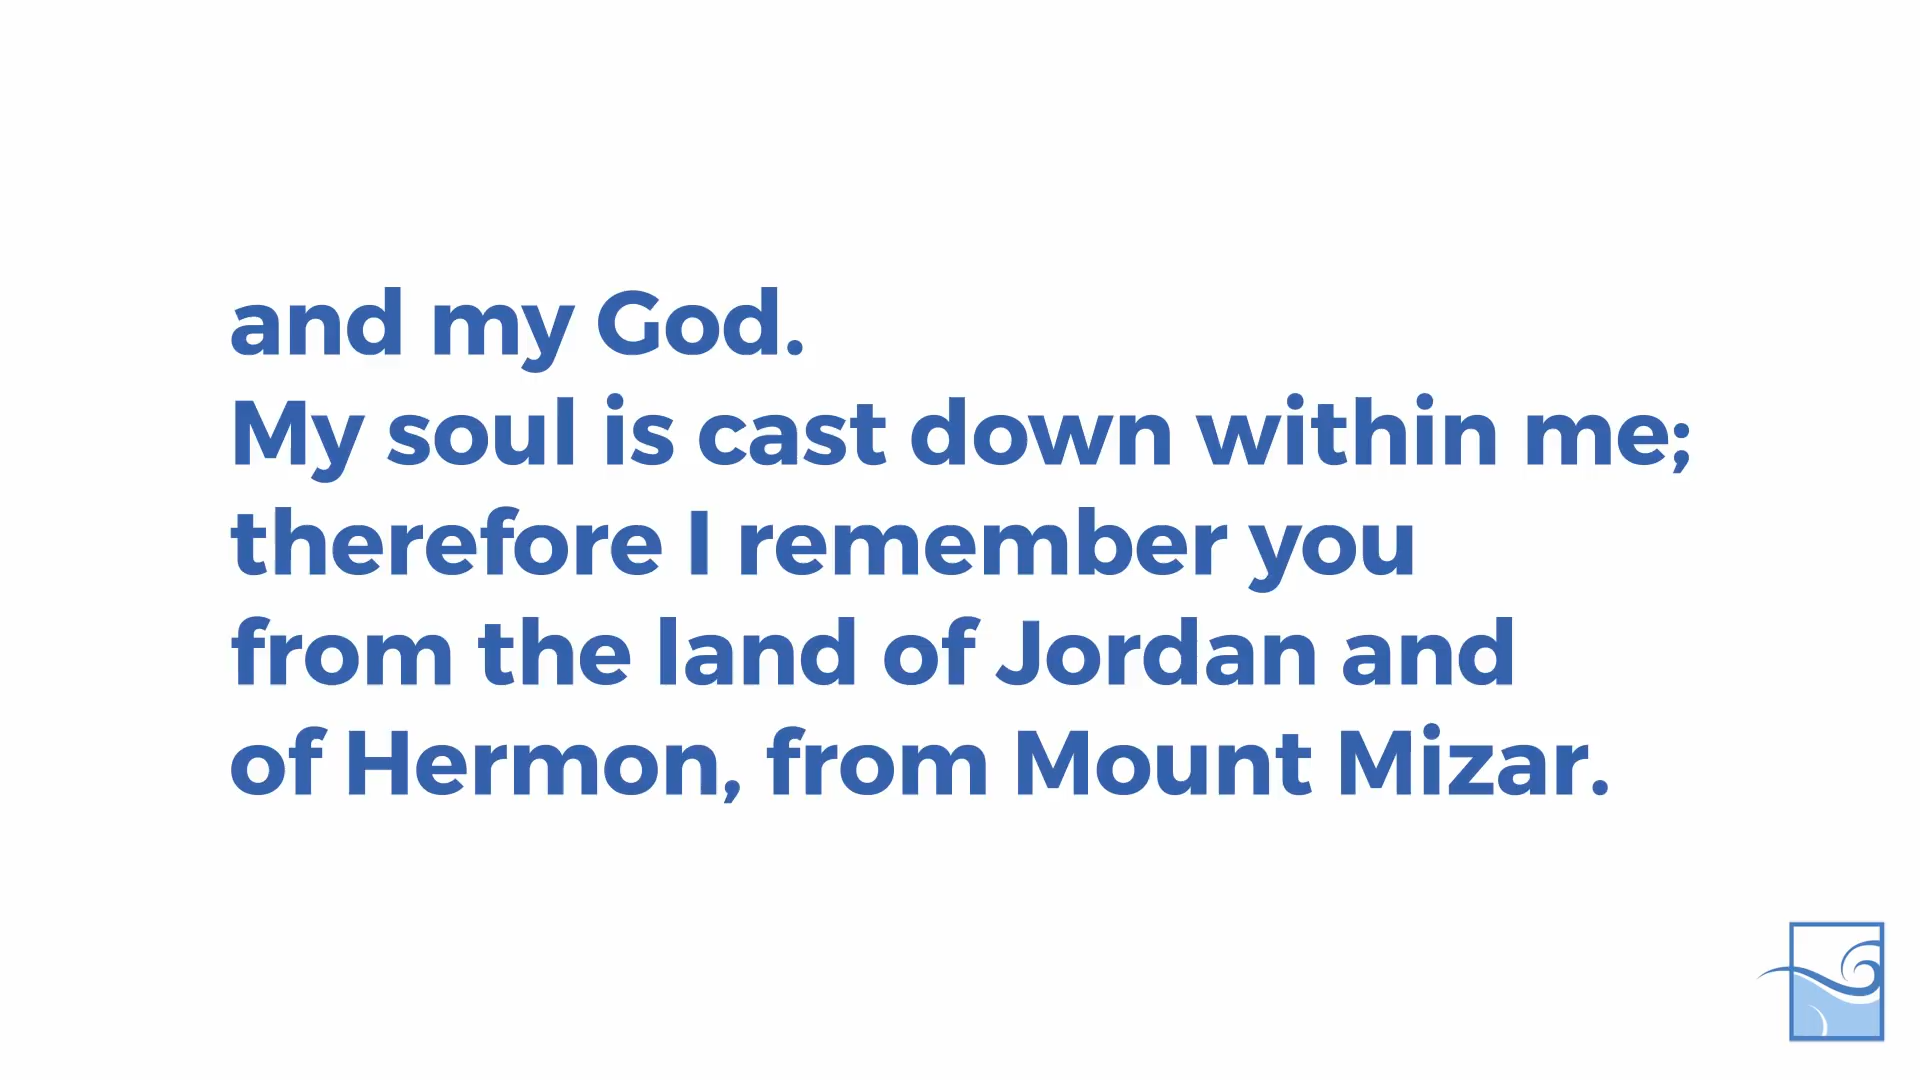 and my God.
My soul is cast down within me;
therefore I remember you
from the land of Jordan and
of Hermon, from Mount Mizar.